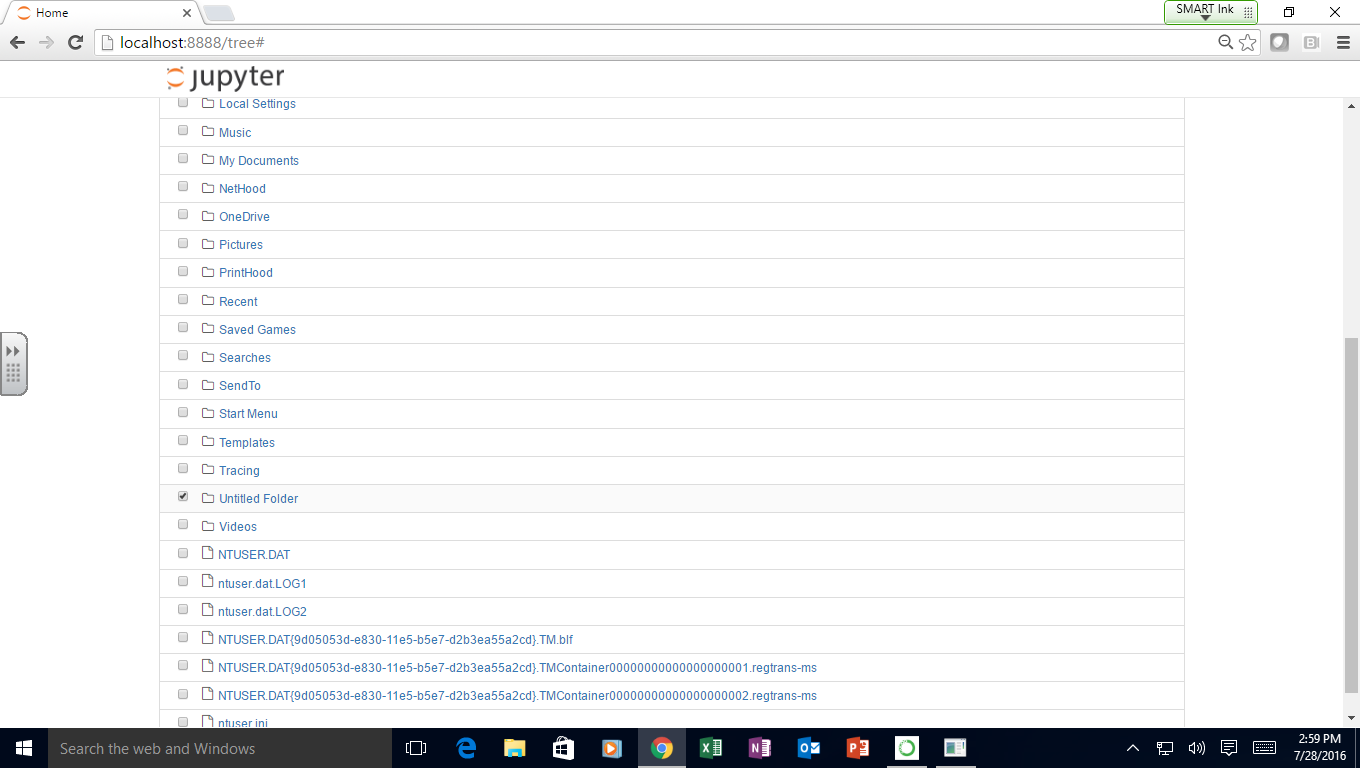 Home
SMART Ink
localhost:8888/tree#
jupyter
Local Settings
Music
My Documents
NetHood
OneDrive
Pictures
PrintHood
Recent
Saved Games
Searches
SendTo
Start Menu
Templates
Tracing
Untitled Folder
Videos
NTUSER.DAT
ntuser.dat.LOG1
ntuser.dat.LOG2
NTUSER.DAT{9d05053d-e830-11e5-b5e7-d2b3ea55a2cd}.TM.blf
NTUSER.DAT{9d05053d-e830-11e5-b5e7-d2b3ea55a2cd}.TMContainer00000000000000000001.regtrans-ms
NTUSER.DAT{9d05053d-e830-11e5-b5e7-d2b3ea55a2cd}.TMContainer00000000000000000002.regtrans-ms
ntuser.ini
Search the web and Windows
2:59 PM
7/28/2016